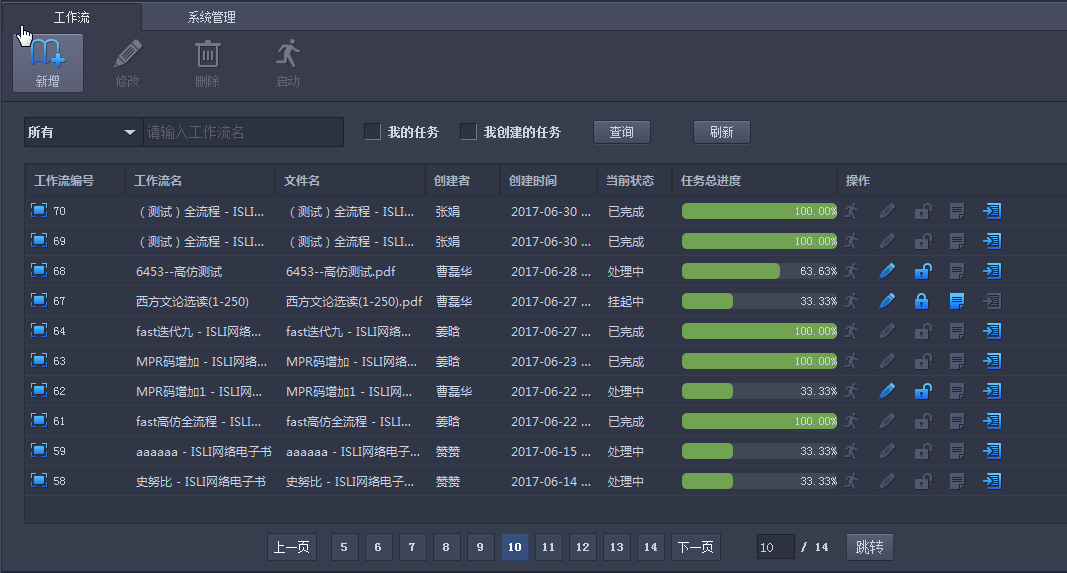 工作流 系统管理
新增 修改 删除 启动
所有 请输入工作流名 我的任务 我创建的任务 查询 刷新
工作流编号 工作流名 文件名 创建者 创建时间 当前状态 任务总进度 操作
70 （测试）全流程 - ISLI... （测试）全流程 - ISLI... 张娟 2017-06-30 ... 已完成 100.00%
69 （测试）全流程 - ISLI... （测试）全流程 - ISLI... 张娟 2017-06-30 ... 已完成 100.00%
68 6453--高仿测试 6453--高仿测试.pdf 曹磊华 2017-06-28 ... 处理中 63.63%
67 西方文论选读(1-250) 西方文论选读(1-250).pdf 曹磊华 2017-06-27 ... 挂起中 33.33%
64 fast迭代九 - ISLI网络... fast迭代九 - ISLI网络... 姜晗 2017-06-27 ... 已完成 100.00%
63 MPR码增加 - ISLI网络... MPR码增加 - ISLI网络... 姜晗 2017-06-23 ... 已完成 100.00%
62 MPR码增加1 - ISLI网... MPR码增加1 - ISLI网... 曹磊华 2017-06-22 ... 处理中 33.33%
61 fast高仿全流程 - ISLI... fast高仿全流程 - ISLI... 姜晗 2017-06-22 ... 已完成 100.00%
59 aaaaaa - ISLI网络电子书 aaaaaa - ISLI网络电子... 赞赞 2017-06-15 ... 处理中 33.33%
58 史努比 - ISLI网络电子书 史努比 - ISLI网络电子... 赞赞 2017-06-14 ... 处理中 33.33%
上一页 5 6 7 8 9 10 11 12 13 14 下一页 10 / 14 跳转